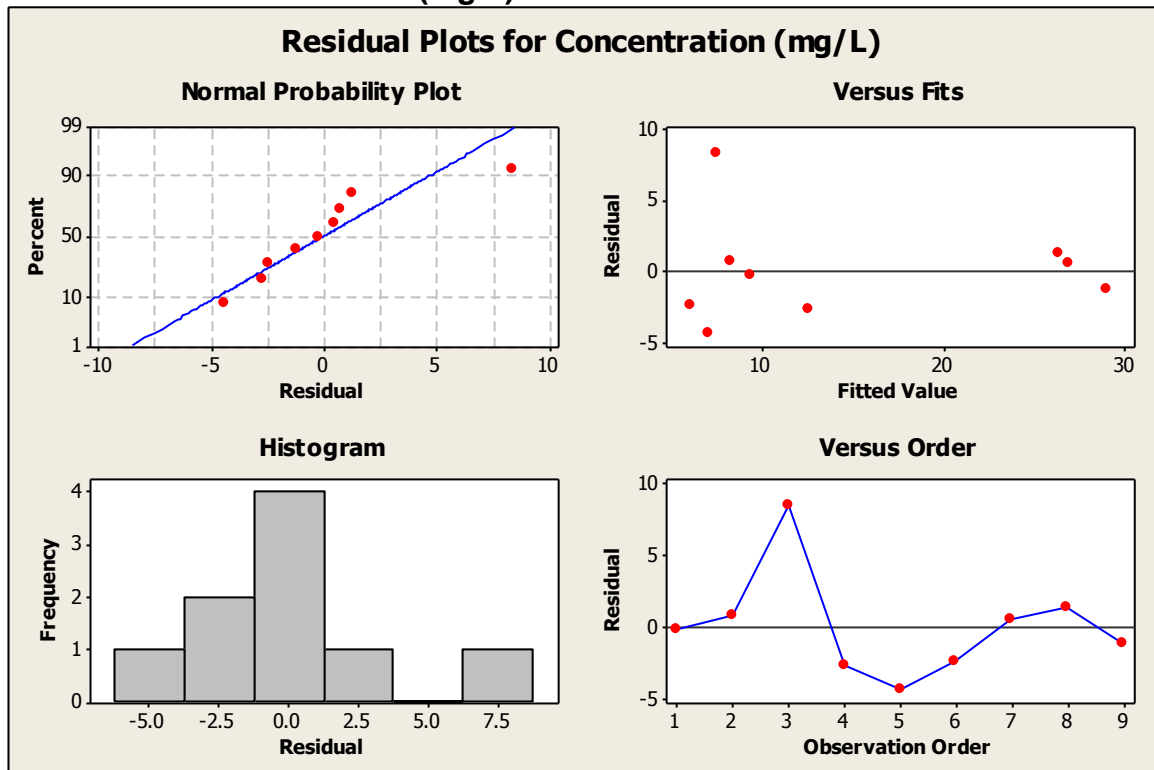 Residual Plots for Concentration (mg/L)
Normal Probability Plot
99
90
50
10
1
Percent
-10 -5 0 5 10
Residual
Versus Fits
10
5
0
-5
Residual
10 20 30
Fitted Value
Histogram
4
3
2
1
0
Frequency
-5.0 -2.5 0.0 2.5 5.0 7.5
Residual
Versus Order
10
5
0
-5
Residual
1 2 3 4 5 6 7 8 9
Observation Order